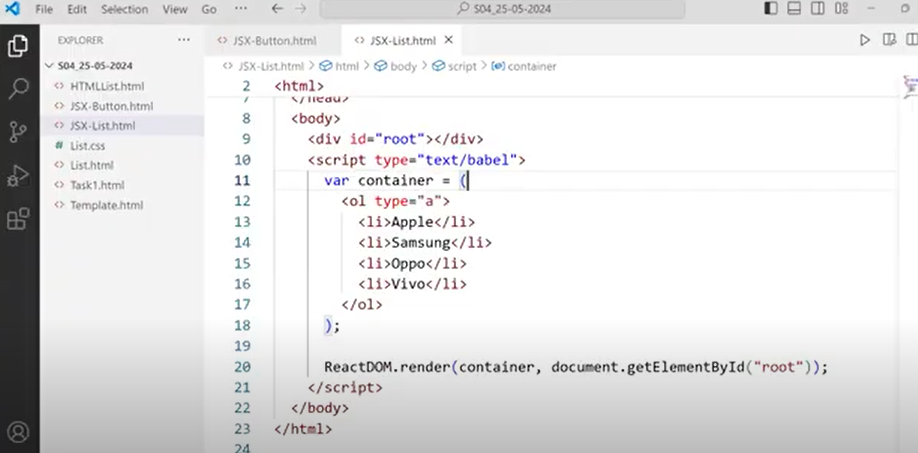 File Edit Selection View Go ··· S04_25-05-2024
EXPLORER ···
S04_25-05-2024
HTMLList.html
JSX-Button.html
JSX-List.html
List.css
List.html
Task1.html
Template.html
JSX-Button.html JSX-List.html
JSX-List.html > html > body > script > container
2 <html>
7 </head>
8 <body>
9 <div id="root"></div>
10 <script type="text/babel">
11 var container = (
12 <ol type="a">
13 <li>Apple</li>
14 <li>Samsung</li>
15 <li>Oppo</li>
16 <li>Vivo</li>
17 </ol>
18 );
19
20 ReactDOM.render(container, document.getElementById("root"));
21 </script>
22 </body>
23 </html>
24